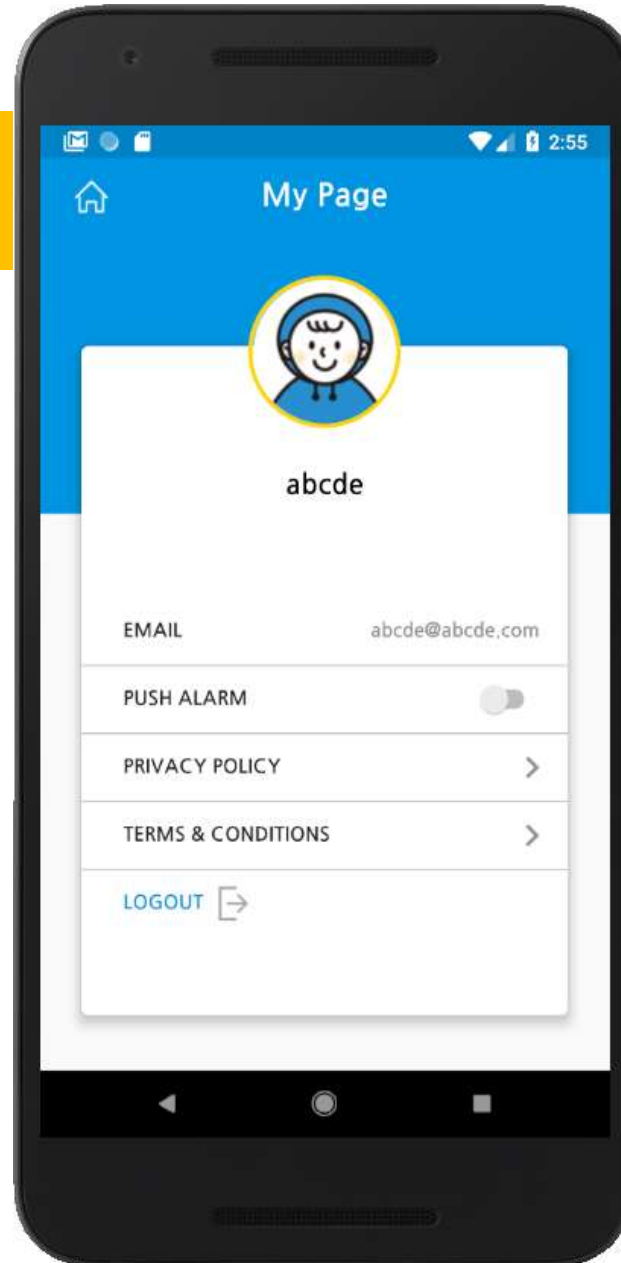 2:55
My Page
abcde
EMAIL abcde@abcde.com
PUSH ALARM
PRIVACY POLICY
TERMS & CONDITIONS
LOGOUT